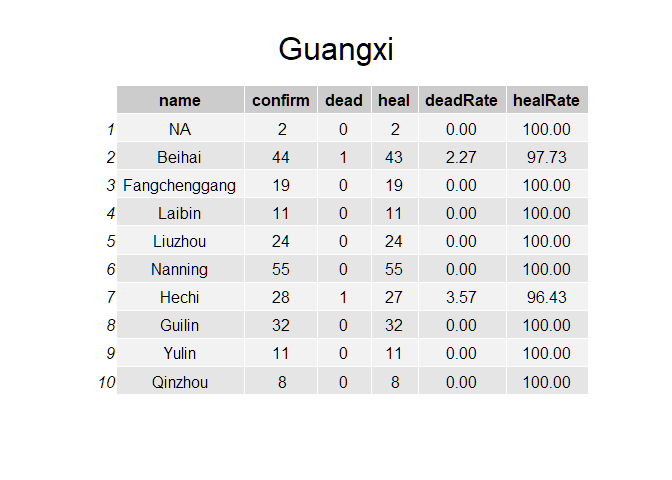 Guangxi
name confirm dead heal deadRate healRate
1 NA 2 0 2 0.00 100.00
2 Beihai 44 1 43 2.27 97.73
3 Fangchenggang 19 0 19 0.00 100.00
4 Laibin 11 0 11 0.00 100.00
5 Liuzhou 24 0 24 0.00 100.00
6 Nanning 55 0 55 0.00 100.00
7 Hechi 28 1 27 3.57 96.43
8 Guilin 32 0 32 0.00 100.00
9 Yulin 11 0 11 0.00 100.00
10 Qinzhou 8 0 8 0.00 100.00